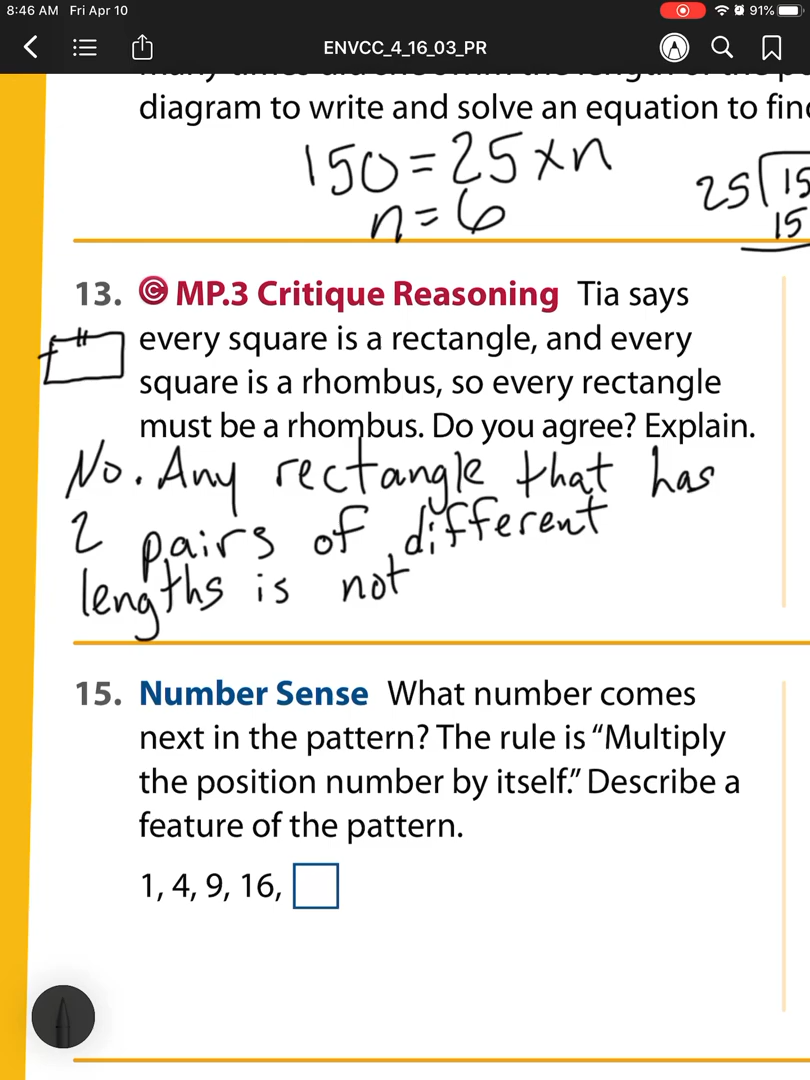 8:46 AM Fri Apr 10
91%
ENVCC_4_16_03_PR
diagram to write and solve an equation to find
150 = 25 × n
n = 6
25 15
15
13. © MP.3 Critique Reasoning Tia says
every square is a rectangle, and every
square is a rhombus, so every rectangle
must be a rhombus. Do you agree? Explain.
No. Any rectangle that has
2 pairs of different
lengths is not
15. Number Sense What number comes
next in the pattern? The rule is “Multiply
the position number by itself.” Describe a
feature of the pattern.
1, 4, 9, 16,